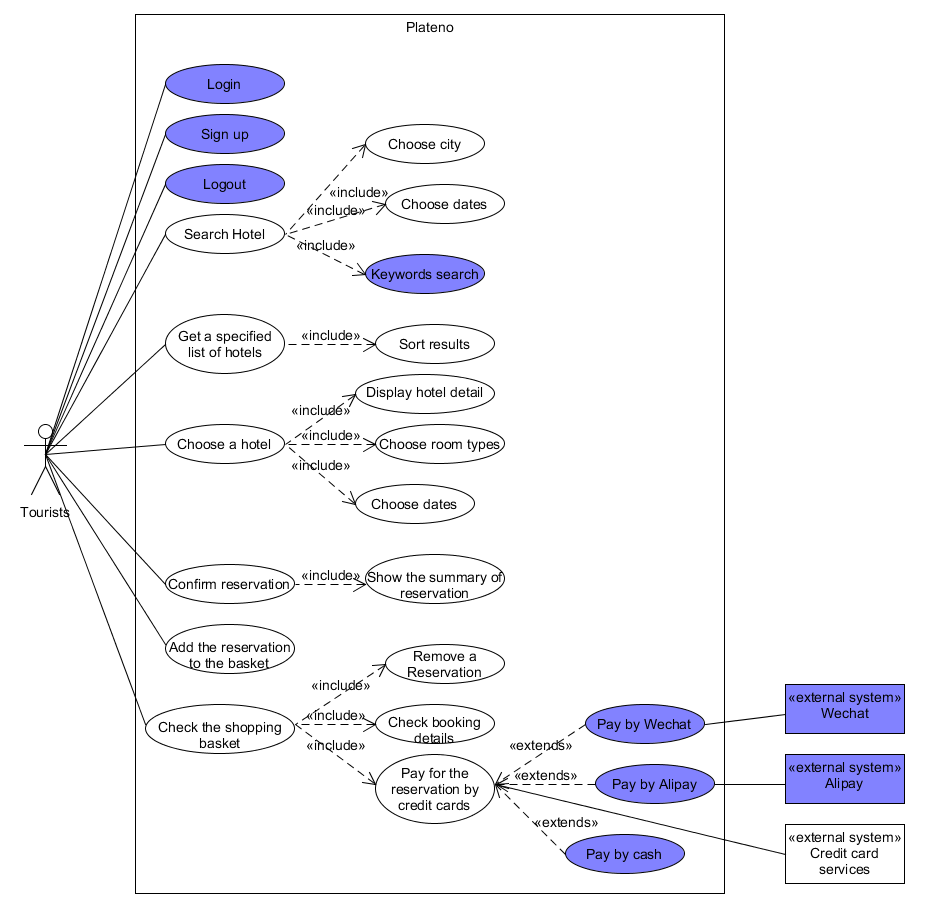 Plateno
Login
Sign up
Logout
Search Hotel
«include»
Choose city
«include»
Choose dates
«include»
Keywords search
Get a specified
list of hotels
«include»
Sort results
Choose a hotel
«include»
Display hotel detail
«include»
Choose room types
«include»
Choose dates
Tourists
Confirm reservation
«include»
Show the summary of
reservation
Add the reservation
to the basket
Check the shopping
basket
«include»
Remove a
Reservation
«include»
Check booking
details
«include»
Pay for the
reservation by
credit cards
«extends»
Pay by Wechat
«extends»
Pay by Alipay
«extends»
Pay by cash
«external system»
Wechat
«external system»
Alipay
«external system»
Credit card
services